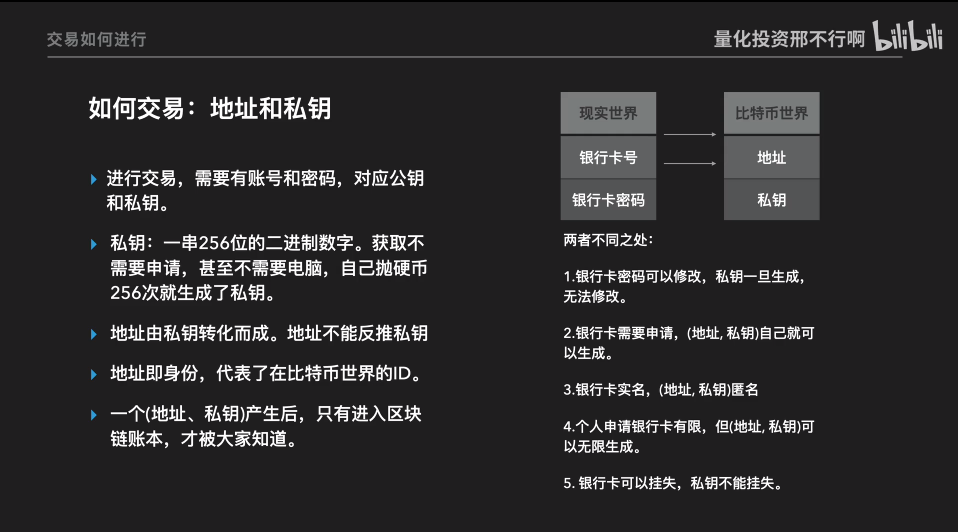 交易如何进行
量化投资邢不行啊 bilibili
如何交易：地址和私钥
进行交易，需要有账号和密码，对应公钥
和私钥。
私钥：一串256位的二进制数字。获取不
需要申请，甚至不需要电脑，自己抛硬币
256次就生成了私钥。
地址由私钥转化而成。地址不能反推私钥
地址即身份，代表了在比特币世界的ID。
一个(地址、私钥)产生后，只有进入区块
链账本，才被大家知道。
现实世界 比特币世界
银行卡号 地址
银行卡密码 私钥
两者不同之处：
1.银行卡密码可以修改，私钥一旦生成，
无法修改。
2.银行卡需要申请，(地址, 私钥)自己就可
以生成。
3.银行卡实名，(地址, 私钥)匿名
4.个人申请银行卡有限，但(地址, 私钥)可
以无限生成。
5. 银行卡可以挂失，私钥不能挂失。